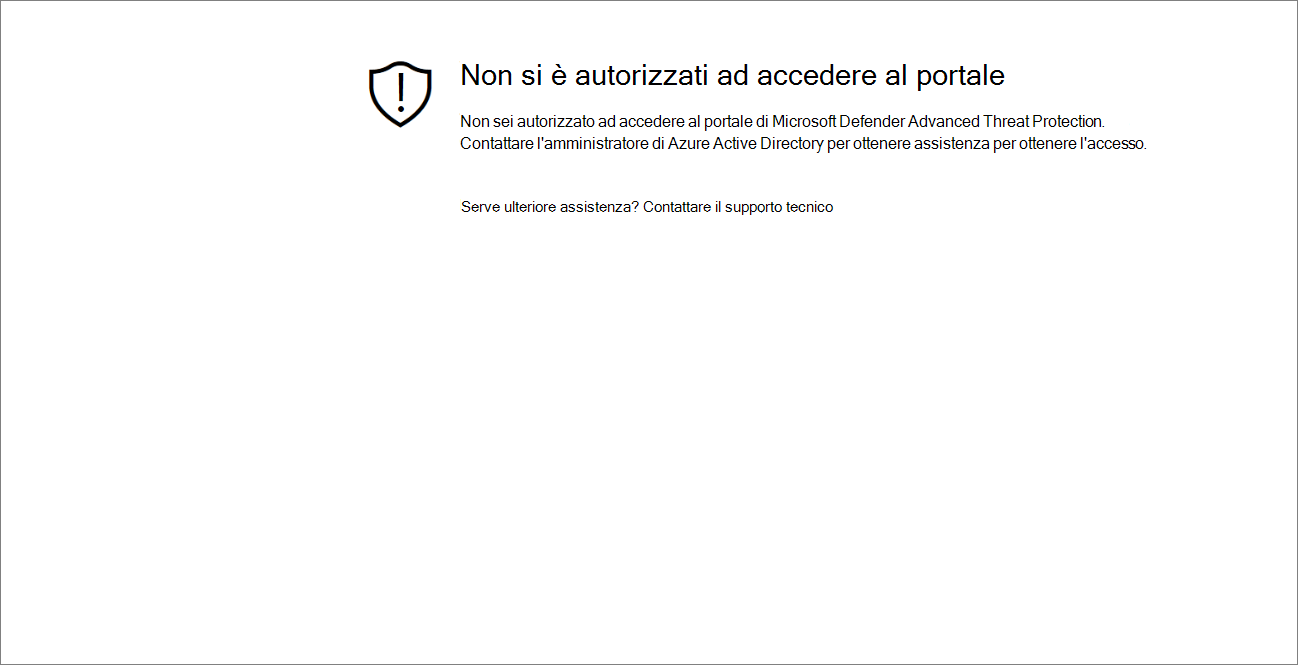 Non si è autorizzati ad accedere al portale
Non sei autorizzato ad accedere al portale di Microsoft Defender Advanced Threat Protection.
Contattare l'amministratore di Azure Active Directory per ottenere assistenza per ottenere l'accesso.
Serve ulteriore assistenza? Contattare il supporto tecnico